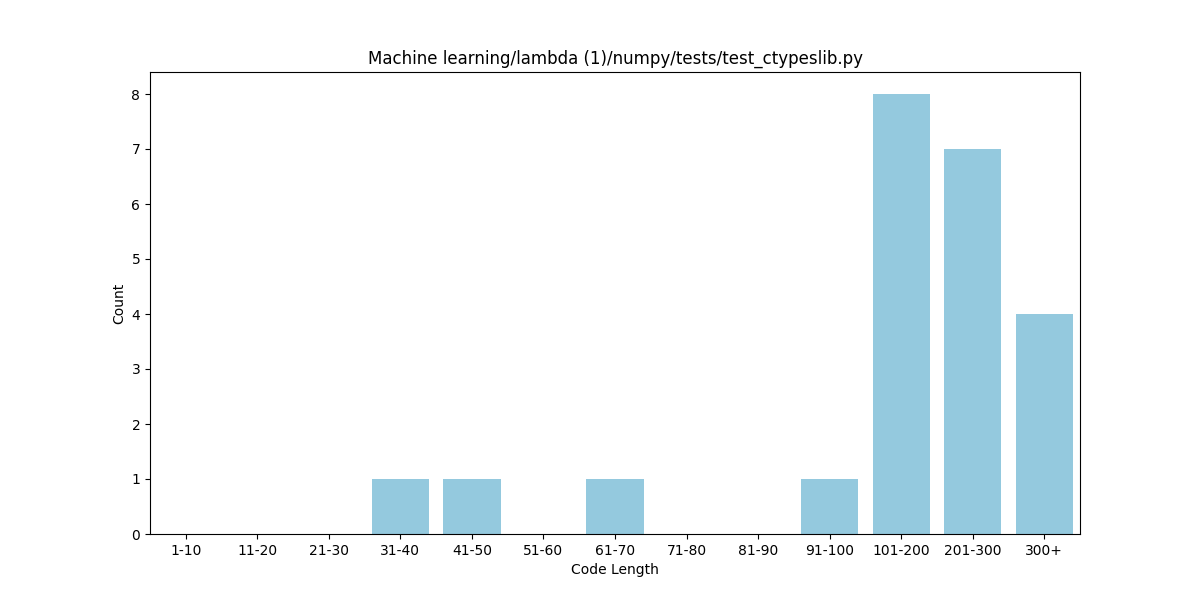 Machine learning/lambda (1)/numpy/tests/test_ctypeslib.py
Count
8
7
6
5
4
3
2
1
0
1-10 11-20 21-30 31-40 41-50 51-60 61-70 71-80 81-90 91-100 101-200 201-300 300+
Code Length